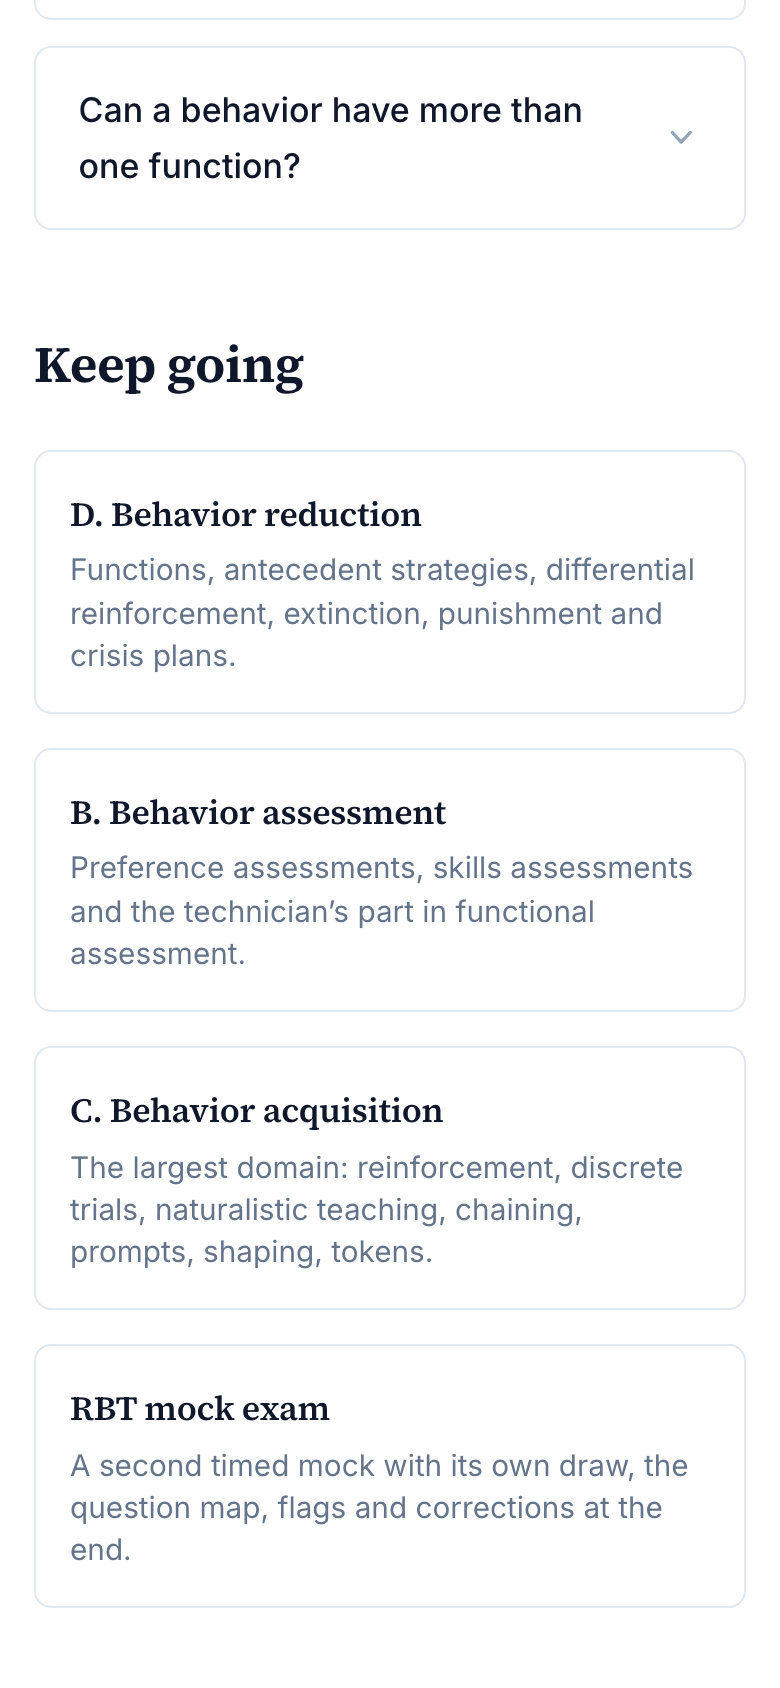 Can a behavior have more than
one function?
Keep going
D. Behavior reduction
Functions, antecedent strategies, differential
reinforcement, extinction, punishment and
crisis plans.
B. Behavior assessment
Preference assessments, skills assessments
and the technician’s part in functional
assessment.
C. Behavior acquisition
The largest domain: reinforcement, discrete
trials, naturalistic teaching, chaining,
prompts, shaping, tokens.
RBT mock exam
A second timed mock with its own draw, the
question map, flags and corrections at the
end.